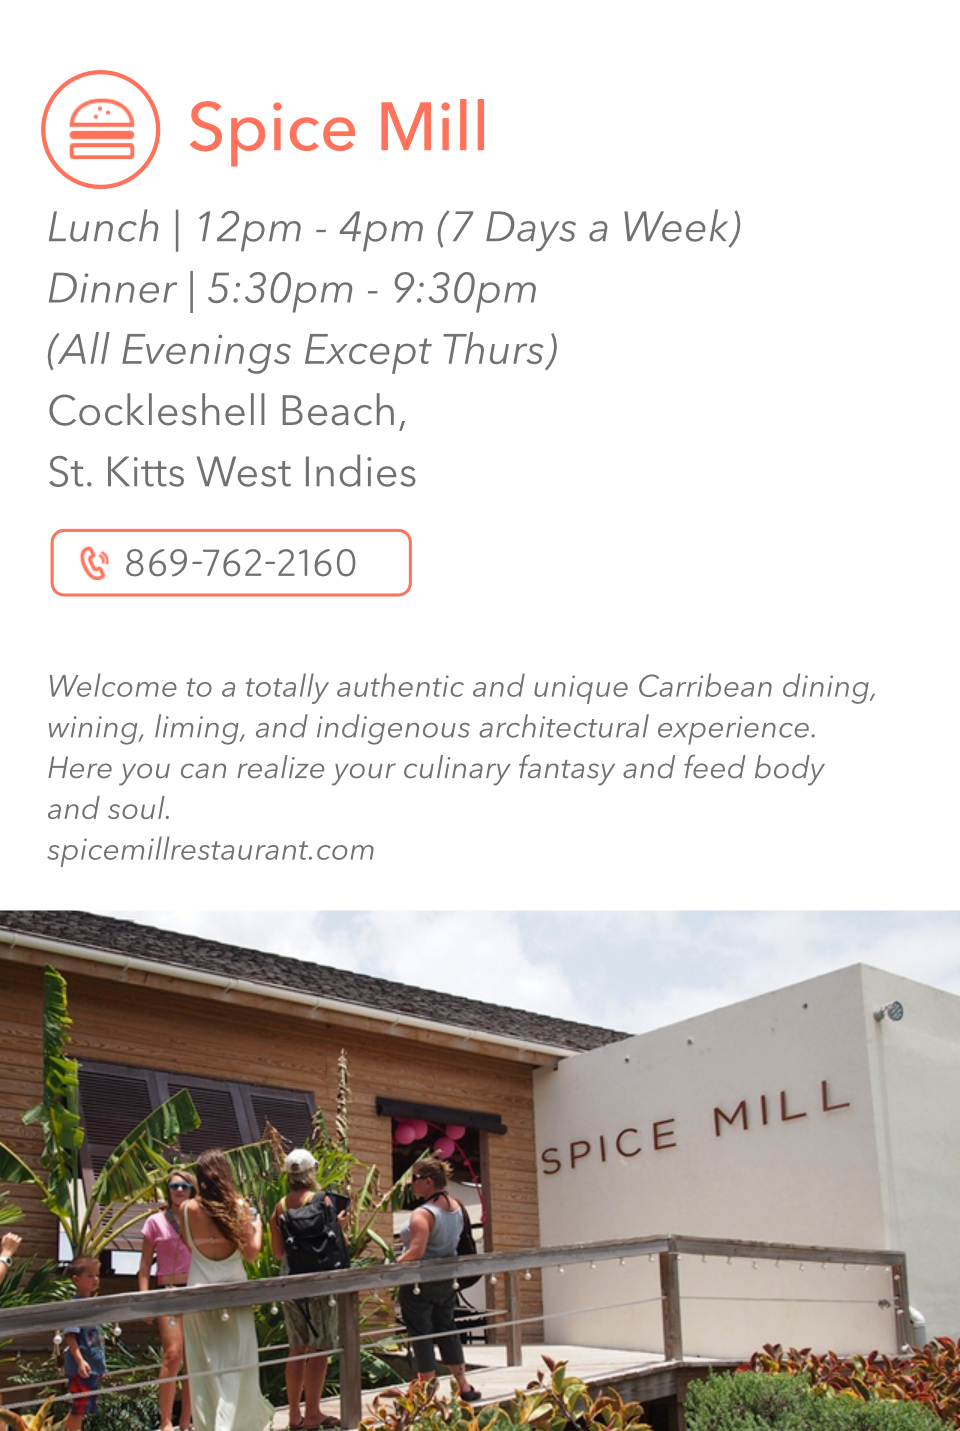 Spice Mill
Lunch | 12pm - 4pm (7 Days a Week)
Dinner | 5:30pm - 9:30pm
(All Evenings Except Thurs)
Cockleshell Beach,
St. Kitts West Indies
869-762-2160
Welcome to a totally authentic and unique Carribean dining,
wining, liming, and indigenous architectural experience.
Here you can realize your culinary fantasy and feed body
and soul.
spicemillrestaurant.com
SPICE MILL